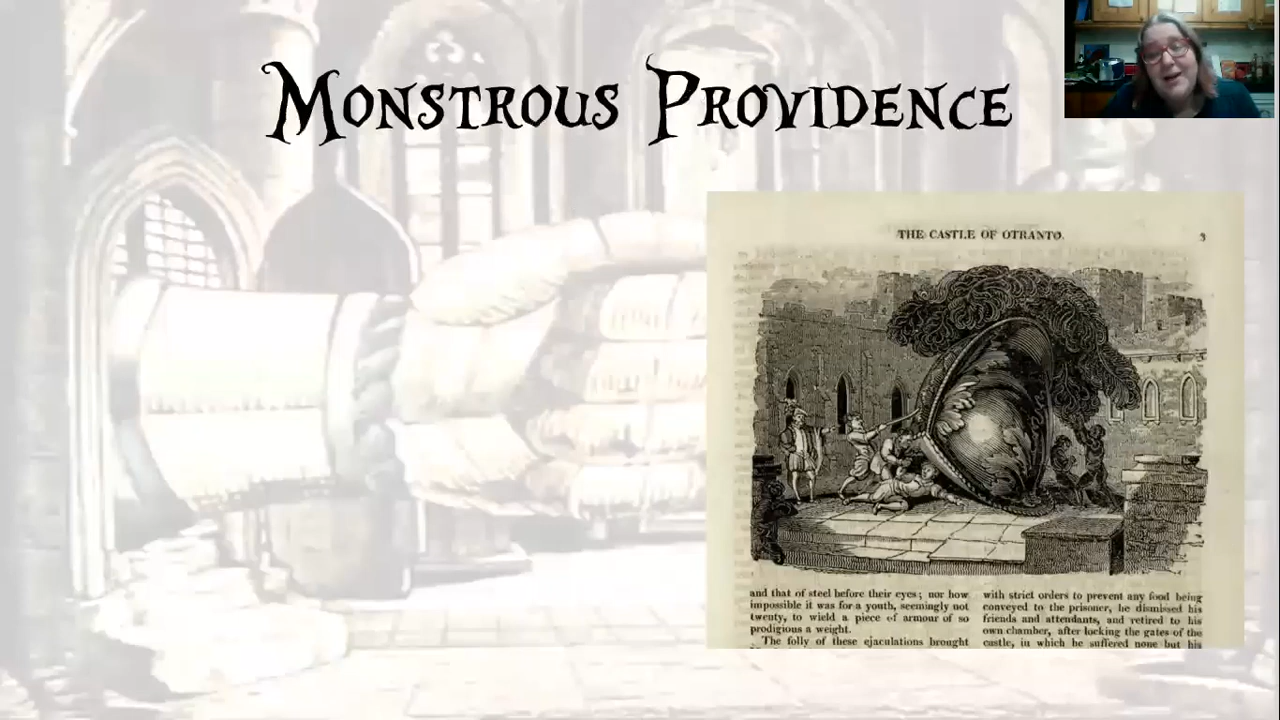 MONSTROUS PROVIDENCE
THE CASTLE OF OTRANTO.
3
and that of steel before their eyes; nor how
impossible it was for a youth, seemingly not
twenty, to wield a piece of armour of so
prodigious a weight.
The folly of these ejaculations brought
with strict orders to prevent any food being
conveyed to the prisoner, he dismissed his
friends and attendants, and retired to his
own chamber, after locking the gates of the
castle, in which he suffered none but his